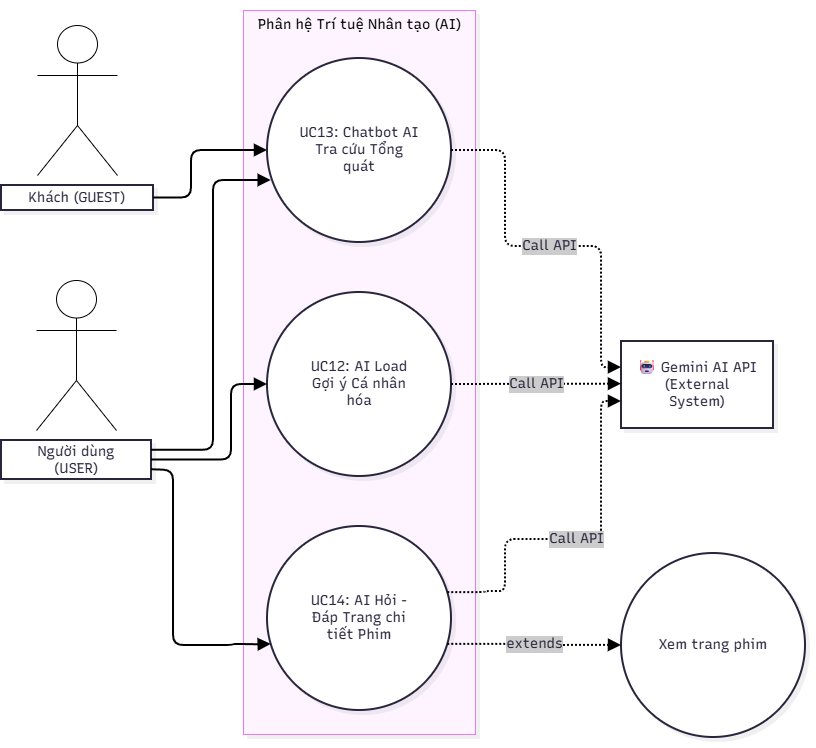 Phân hệ Trí tuệ Nhân tạo (AI)
UC13: Chatbot AI
Tra cứu Tổng
quát
Khách (GUEST)
Call API
UC12: AI Load
Gợi ý Cá nhân
hóa
Call API
Gemini AI API
(External
System)
Người dùng
(USER)
Call API
UC14: AI Hỏi -
Đáp Trang chi
tiết Phim
extends
Xem trang phim